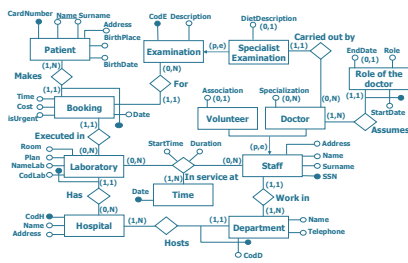 CardNumber Name Surname
Address
BirthPlace
BirthDate
Patient
CodE Description
Examination
DietDescription
(0,1)
(p,e)
Specialist
Examination
(1,1)
Carried out by
EndDate
(0,1)
Role
Role of the
doctor
(1,N)
Makes
(0,N)
For
Association
(0,1)
Specialization
(0,N)
(0,N)
(1,1)
StartDate
Time
Cost
isUrgent
(1,1)
Booking
(1,1)
Date
Volunteer
Doctor
(1,N)
Assumes
(1,1)
Executed in
StartTime
Duration
(p,e)
Address
Name
Surname
SSN
Room
Plan
NameLab
CodLab
(0,N)
Laboratory
(0,N)
In service at
(0,N)
Staff
(1,1)
Has
(1,N)
Date
Time
(1,1)
Work in
(0,N)
(1,N)
CodH
Name
Address
Hospital
(1,N)
Hosts
(1,1)
Department
Name
Telephone
CodD